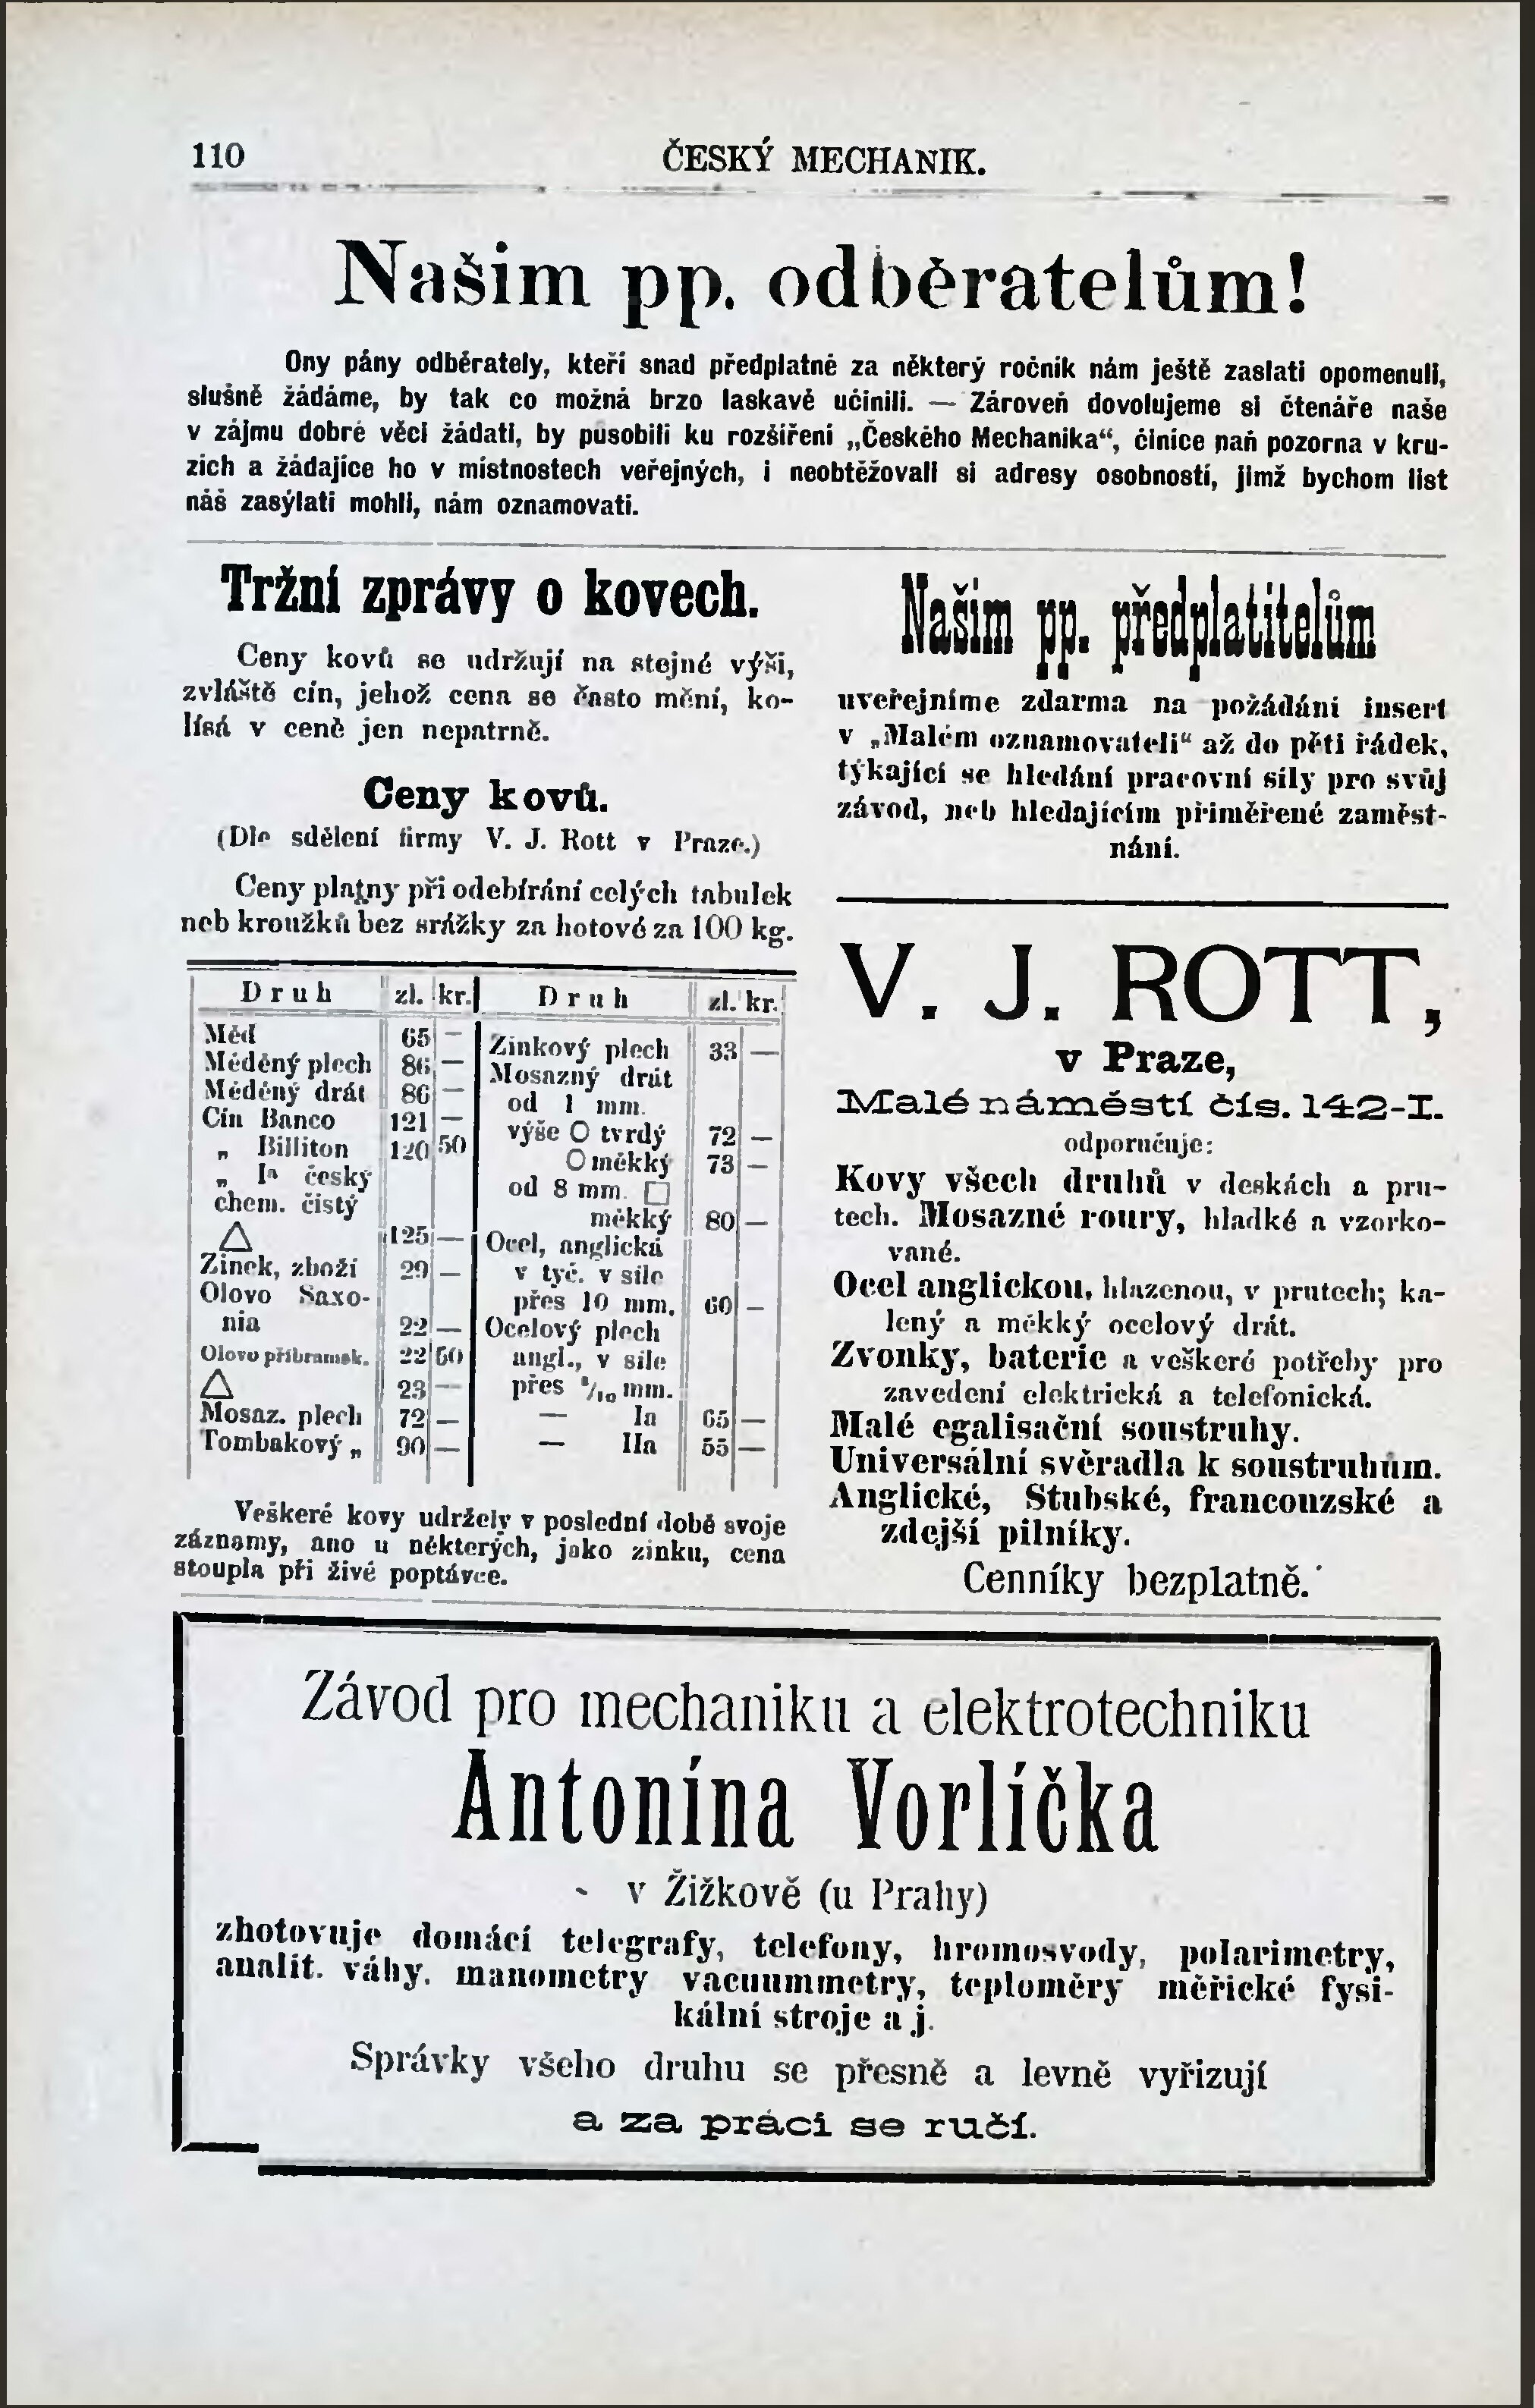 110
ČESKÝ MECHANIK.
Našim pp. odběratelům!
Ony pány odběrately, kteří snad předplatné za některý ročník nám ještě zaslati opomenuli,
slušně žádáme, by tak co možná brzo laskavě učinili. — Zároveň dovolujeme si čtenáře naše
v zájmu dobré věci žádati, by působili ku rozšíření „Českého Mechanika“, činíce naň pozorna v kru-
zích a žádajíce ho v místnostech veřejných, i neobtěžovali si adresy osobností, jimž bychom list
náš zasýlati mohli, nám oznamovati.
Tržní zprávy o kovech.
Ceny kovů se udržují na stejné výši,
zvláště cín, jehož cena se často mění, ko-
lísá v ceně jen nepatrně.
Ceny kovů.
(Dle sdělení firmy V. J. Rott v Praze.)
Ceny platny při odebírání celých tabulek
neb kroužků bez srážky za hotové za 100 kg.
Druh zl. kr.
Měď 65 —
Měděný plech 86 —
Měděný drát 86 —
Cín Banco 121 —
„ Billiton 120 50
„ Iª český
chem. čistý
△ 125 —
Zinek, zboží 29 —
Olovo Saxo-
nia 22 —
Olovo příbramsk. 22 50
△ 23 —
Mosaz. plech 72 —
Tombakový „ 90 —
Druh zl. kr.
Zinkový plech 33 —
Mosazný drát
od 1 mm.
výše O tvrdý 72 —
O měkký 73 —
od 8 mm. □
měkký 80 —
Ocel, anglická
v tyč. v síle
přes 10 mm. 60 —
Ocelový plech
angl., v síle
přes ⁵/₁₀ mm.
— Ia 65 —
— IIa 55 —
Veškeré kovy udržely v poslední době svoje
záznamy, ano u některých, jako zinku, cena
stoupla při živé poptávce.
Našim pp. předplatitelům
uveřejníme zdarma na požádání insert
v „Malém oznamovateli“ až do pěti řádek,
týkající se hledání pracovní síly pro svůj
závod, neb hledajícím přiměřené zaměst-
nání.
V. J. ROTT,
v Praze,
Malé náměstí čís. 142-I.
odporučuje:
Kovy všech druhů v deskách a pru-
tech. Mosazné roury, hladké a vzorko-
vané.
Ocel anglickou, hlazenou, v prutech; ka-
lený a měkký ocelový drát.
Zvonky, baterie a veškeré potřeby pro
zavedení elektrická a telefonická.
Malé egalisační soustruhy.
Universální svěradla k soustruhům.
Anglické, Stubské, francouzské a
zdejší pilníky.
Cenníky bezplatně.
Závod pro mechaniku a elektrotechniku
Antonína Vorlíčka
v Žižkově (u Prahy)
zhotovuje domácí telegrafy, telefony, hromosvody, polarimetry,
analit. váhy, manometry vacuummetry, teploměry měřické fysi-
kální stroje a j.
Správky všeho druhu se přesně a levně vyřizují
a za práci se ručí.